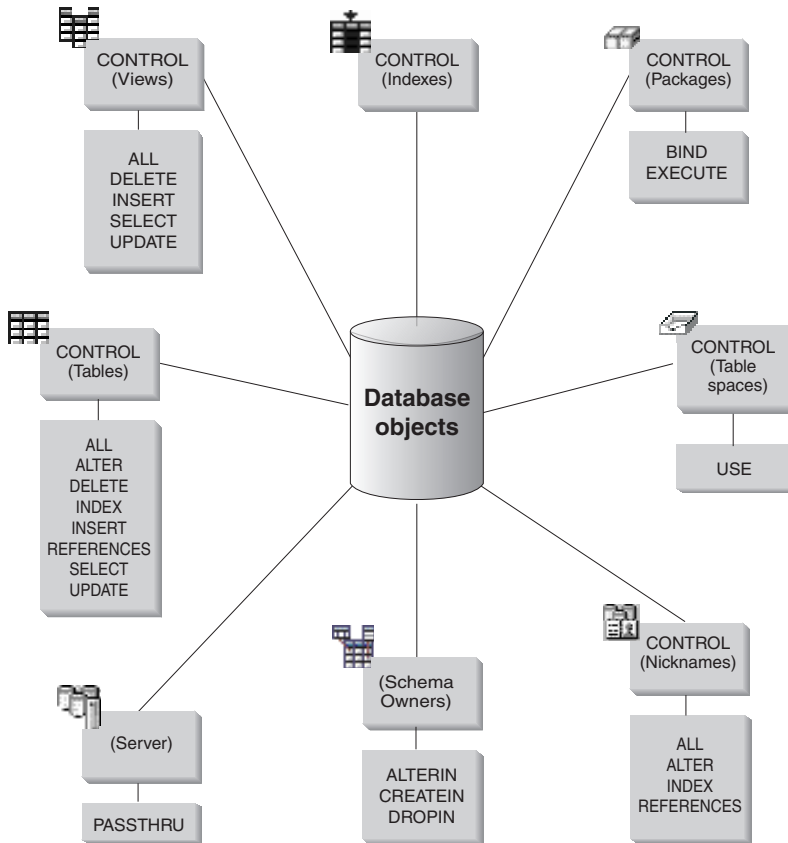 CONTROL
(Views)
ALL
DELETE
INSERT
SELECT
UPDATE
CONTROL
(Indexes)
CONTROL
(Packages)
BIND
EXECUTE
CONTROL
(Tables)
ALL
ALTER
DELETE
INDEX
INSERT
REFERENCES
SELECT
UPDATE
Database
objects
CONTROL
(Table
spaces)
USE
(Server)
PASSTHRU
(Schema
Owners)
ALTERIN
CREATEIN
DROPIN
CONTROL
(Nicknames)
ALL
ALTER
INDEX
REFERENCES